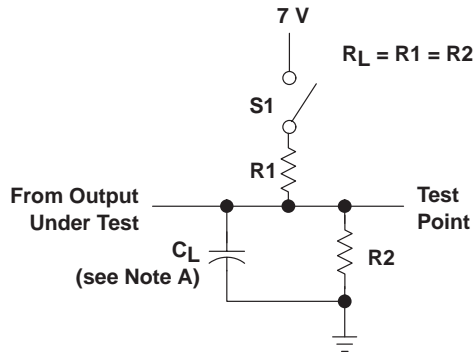 7 V
RL = R1 = R2
S1
R1
From Output
Under Test
Test
Point
CL
(see Note A)
R2